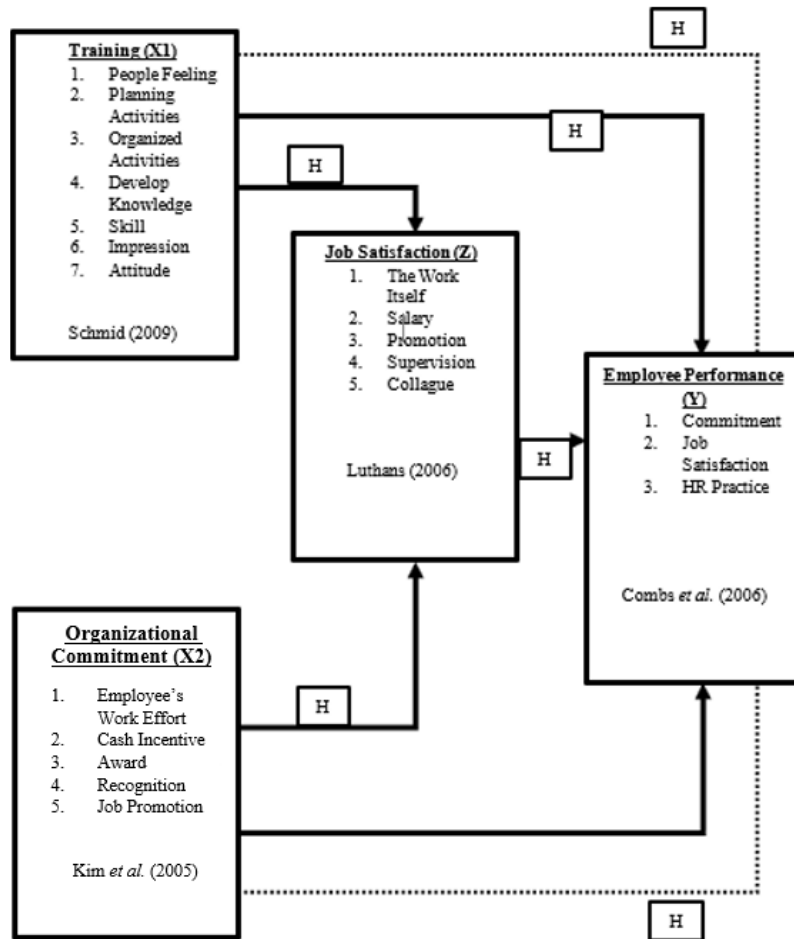 H
Training (X1)
1. People Feeling
2. Planning
Activities
3. Organized
Activities
4. Develop
Knowledge
5. Skill
6. Impression
7. Attitude
Schmid (2009)
H
H
Job Satisfaction (Z)
1. The Work
Itself
2. Salary
3. Promotion
4. Supervision
5. Collague
Luthans (2006)
H
Employee Performance
(Y)
1. Commitment
2. Job
Satisfaction
3. HR Practice
Combs et al. (2006)
Organizational
Commitment (X2)
1. Employee's
Work Effort
2. Cash Incentive
3. Award
4. Recognition
5. Job Promotion
Kim et al. (2005)
H
H